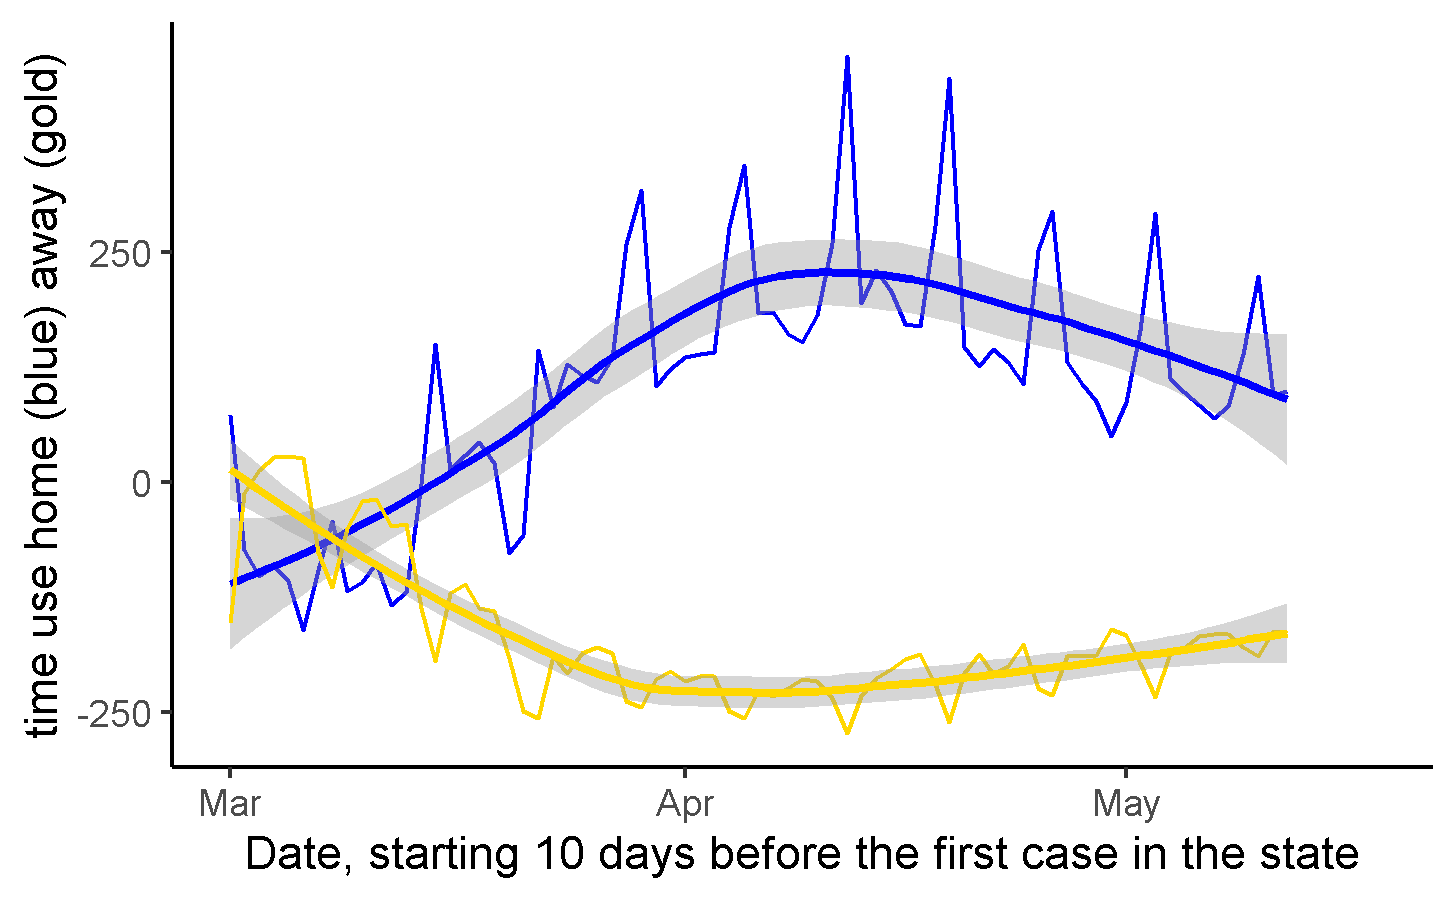 time use home (blue) away (gold)
250
0
-250
Mar
Apr
May
Date, starting 10 days before the first case in the state